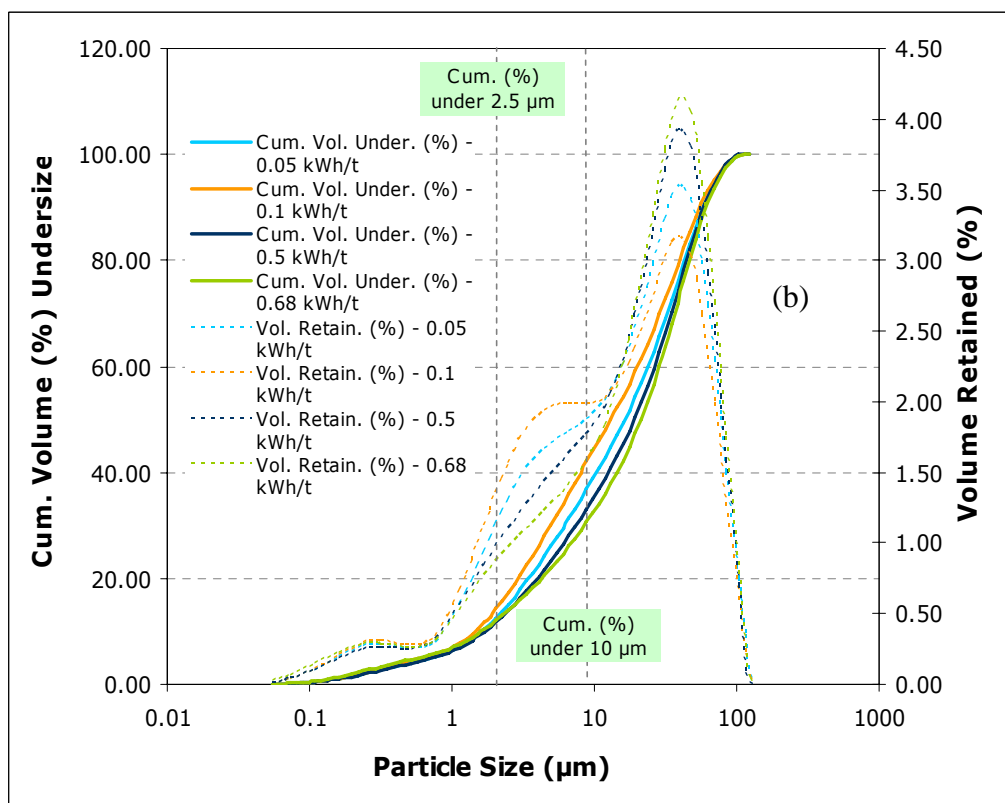 120.00
100.00
80.00
60.00
40.00
20.00
0.00
Cum. Volume (%) Undersize
4.50
4.00
3.50
3.00
2.50
2.00
1.50
1.00
0.50
0.00
Volume Retained (%)
Cum. (%)
under 2.5 µm
Cum. Vol. Under. (%) -
0.05 kWh/t
Cum. Vol. Under. (%) -
0.1 kWh/t
Cum. Vol. Under. (%) -
0.5 kWh/t
Cum. Vol. Under. (%) -
0.68 kWh/t
Vol. Retain. (%) - 0.05
kWh/t
Vol. Retain. (%) - 0.1
kWh/t
Vol. Retain. (%) - 0.5
kWh/t
Vol. Retain. (%) - 0.68
kWh/t
(b)
Cum. (%)
under 10 µm
0.01 0.1 1 10 100 1000
Particle Size (µm)